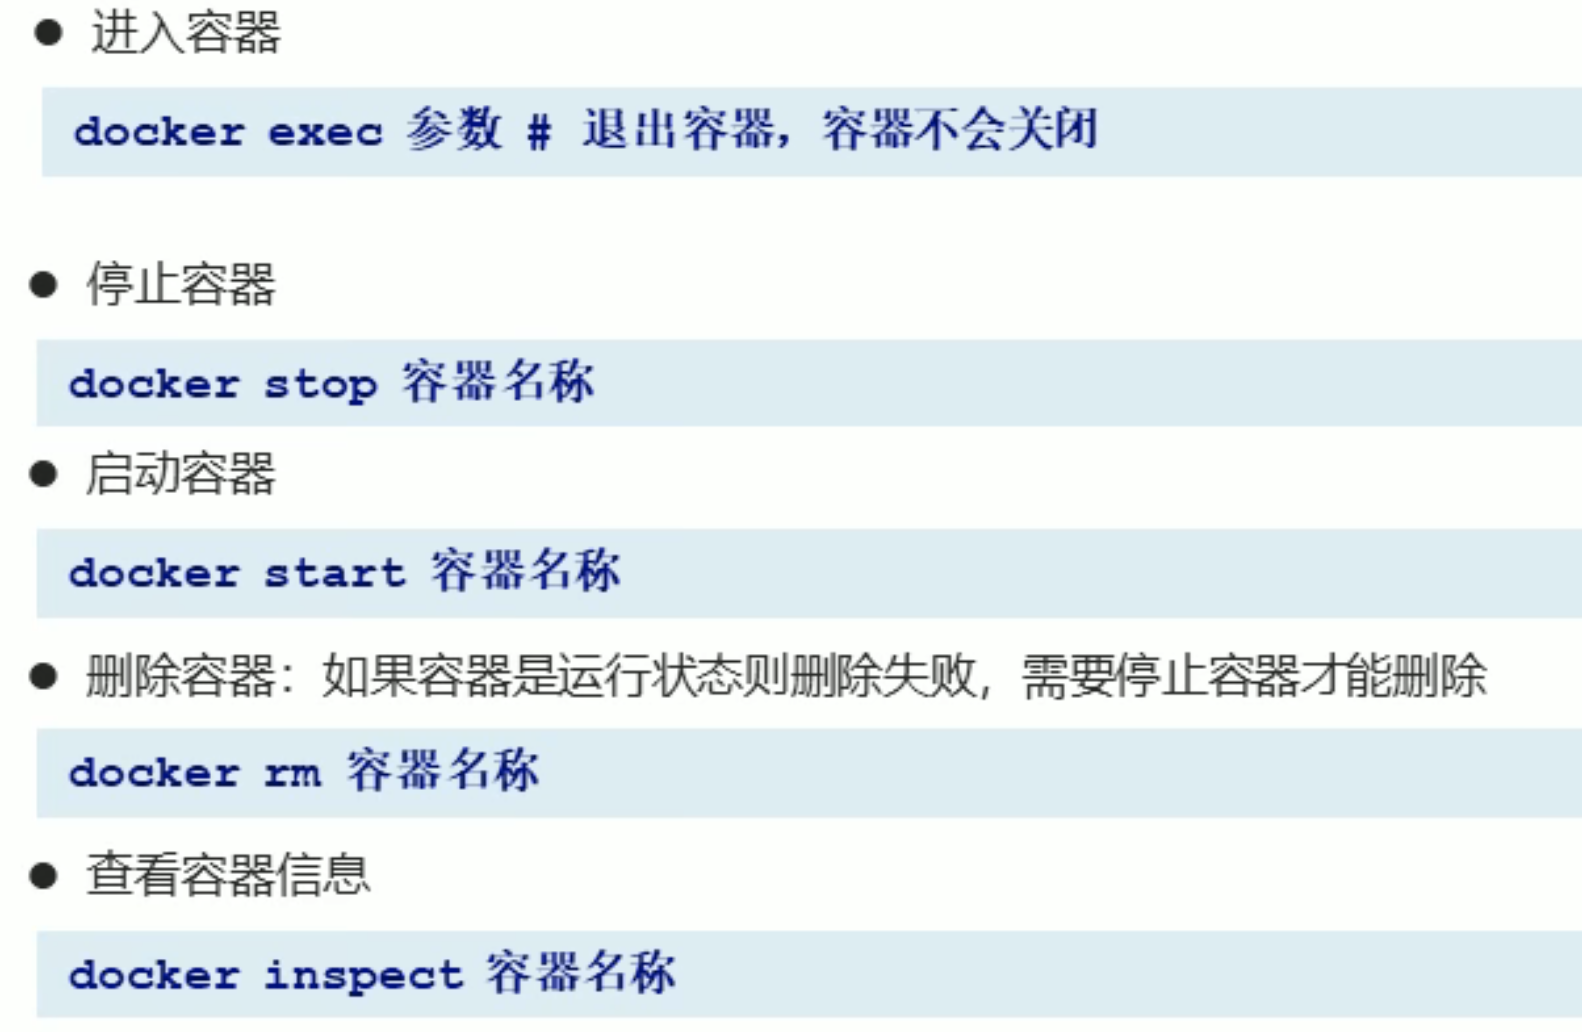 ● 进入容器
docker exec 参数 # 退出容器，容器不会关闭
● 停止容器
docker stop 容器名称
● 启动容器
docker start 容器名称
● 删除容器：如果容器是运行状态则删除失败，需要停止容器才能删除
docker rm 容器名称
● 查看容器信息
docker inspect 容器名称